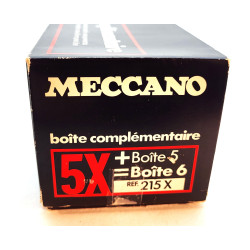 MECCANO
boîte complémentaire
5X + Boîte 5
= Boîte 6
REF. 215 X